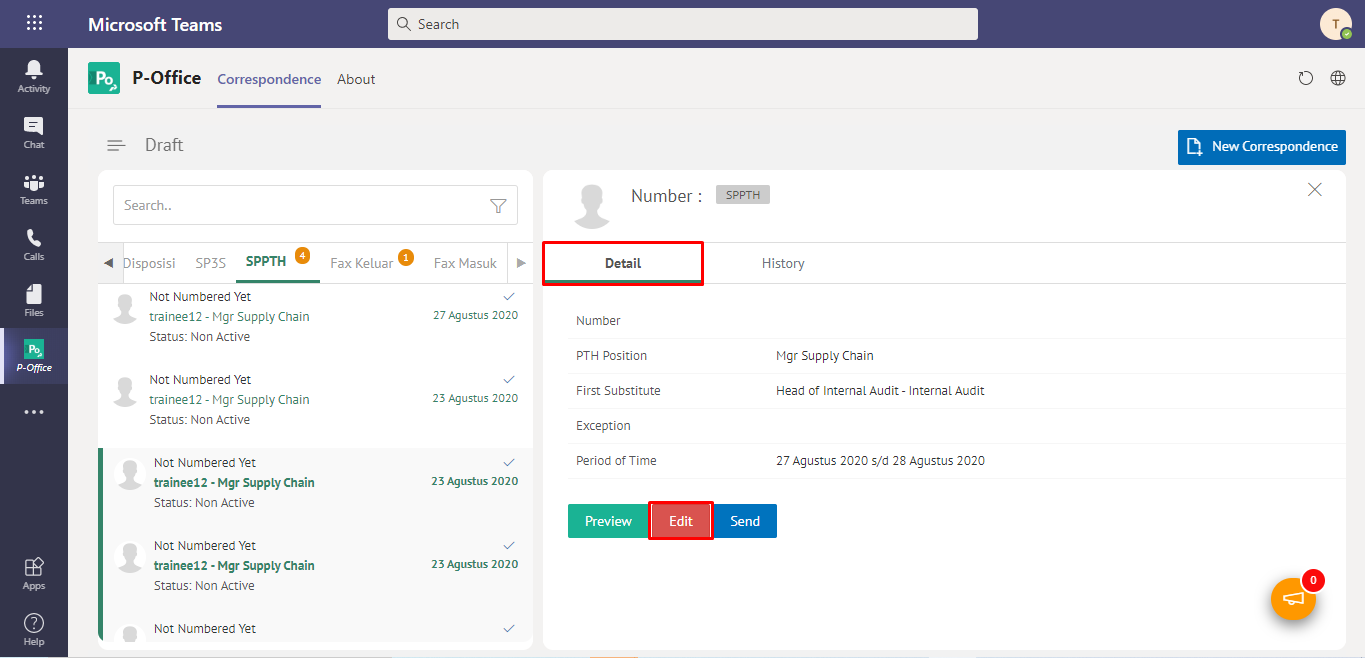 Microsoft Teams
Search
T
Activity
Chat
Teams
Calls
Files
Po
P-Office
Apps
Help
Po
P-Office
Correspondence
About
Draft
New Correspondence
Search..
Disposisi
SP3S
SPPTH
4
Fax Keluar
1
Fax Masuk
Not Numbered Yet
trainee12 - Mgr Supply Chain
27 Agustus 2020
Status: Non Active
Not Numbered Yet
trainee12 - Mgr Supply Chain
23 Agustus 2020
Status: Non Active
Not Numbered Yet
trainee12 - Mgr Supply Chain
23 Agustus 2020
Status: Non Active
Not Numbered Yet
trainee12 - Mgr Supply Chain
23 Agustus 2020
Status: Non Active
Not Numbered Yet
Number :
SPPTH
Detail
History
Number
PTH Position
Mgr Supply Chain
First Substitute
Head of Internal Audit - Internal Audit
Exception
Period of Time
27 Agustus 2020 s/d 28 Agustus 2020
Preview
Edit
Send
0